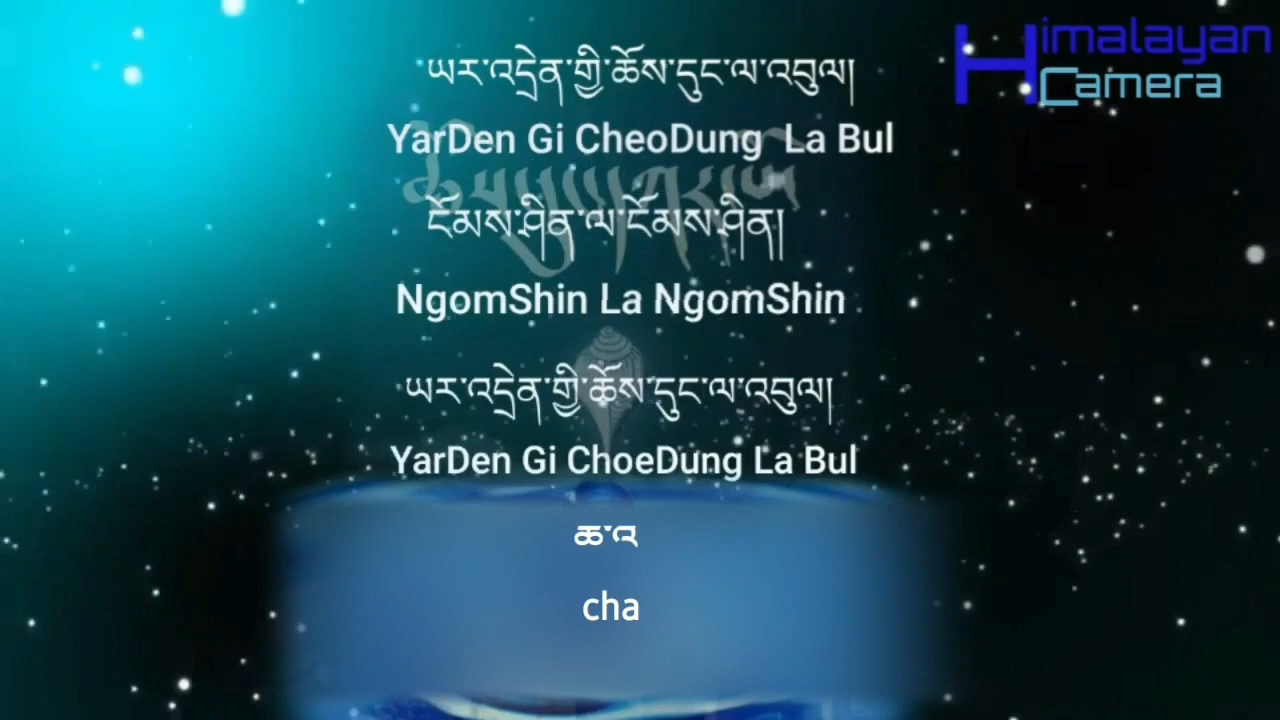 Himalayan
Camera
ཡར་འདྲེན་གྱི་ཆོས་དུང་ལ་འབུལ།
YarDen Gi CheoDung La Bul
ངོམས་ཤིན་ལ་ངོམས་ཤིན།
NgomShin La NgomShin
ཡར་འདྲེན་གྱི་ཆོས་དུང་ལ་འབུལ།
YarDen Gi ChoeDung La Bul
ཆ་འ
cha